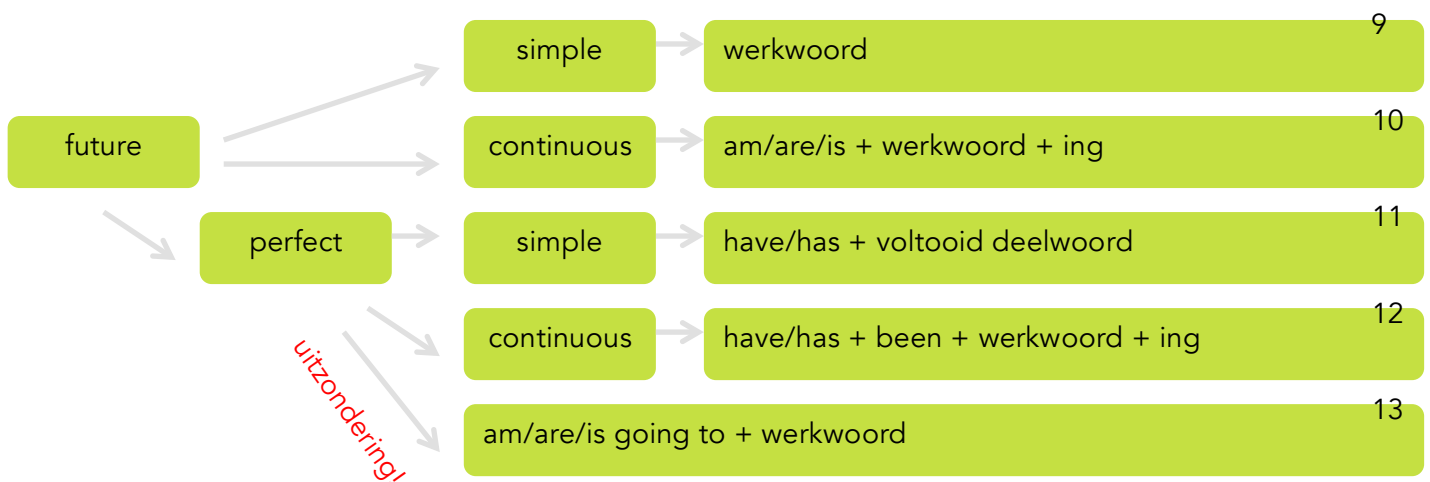 9
simple
werkwoord
10
future
continuous
am/are/is + werkwoord + ing
11
perfect
simple
have/has + voltooid deelwoord
12
continuous
have/has + been + werkwoord + ing
uitzondering!
13
am/are/is going to + werkwoord